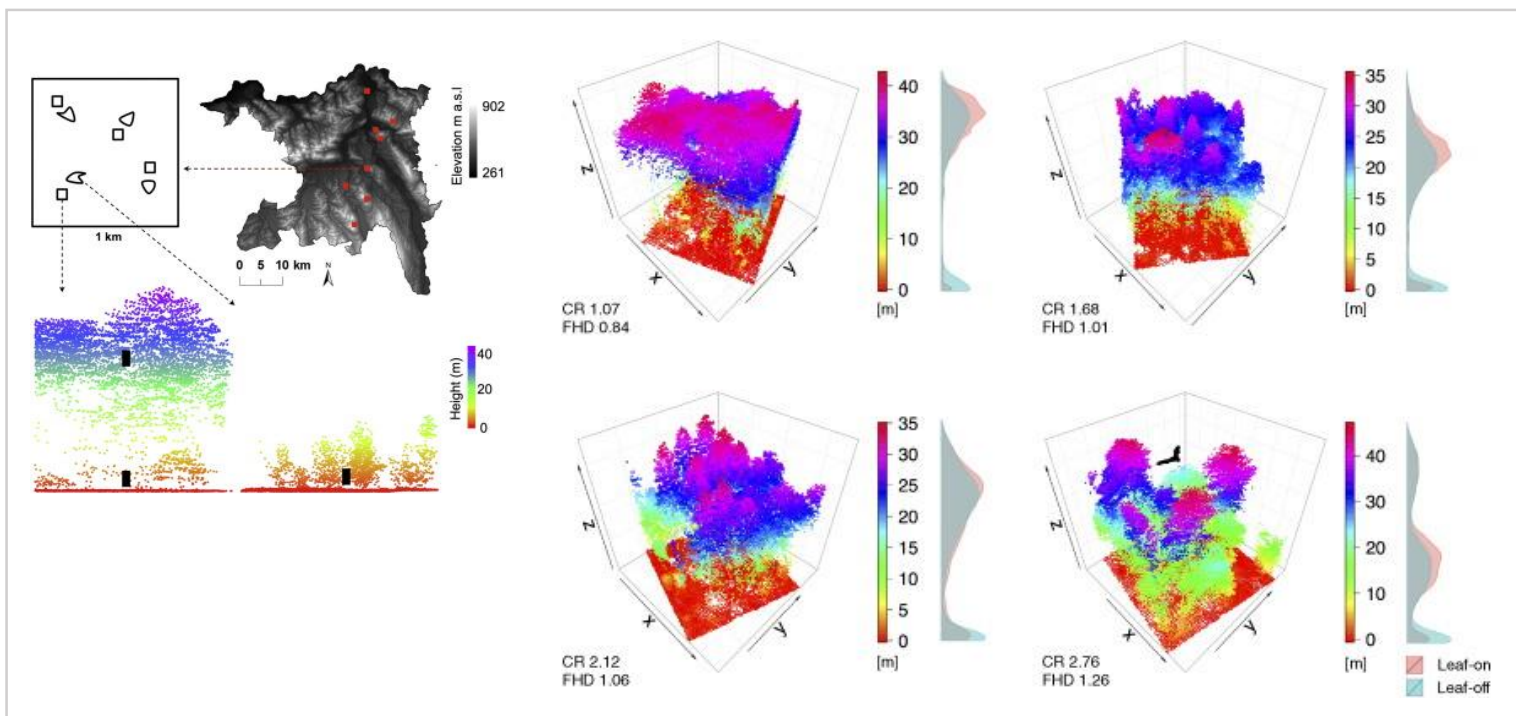 1 km
Elevation m a.s.l
902
261
0 5 10 km
N
Height (m)
40
20
0
z
x
y
40
30
20
10
0
[m]
CR 1.07
FHD 0.84
z
x
y
35
30
25
20
15
10
5
0
[m]
CR 1.68
FHD 1.01
z
x
y
35
30
25
20
15
10
5
0
[m]
CR 2.12
FHD 1.06
z
x
y
40
30
20
10
0
[m]
CR 2.76
FHD 1.26
Leaf-on
Leaf-off